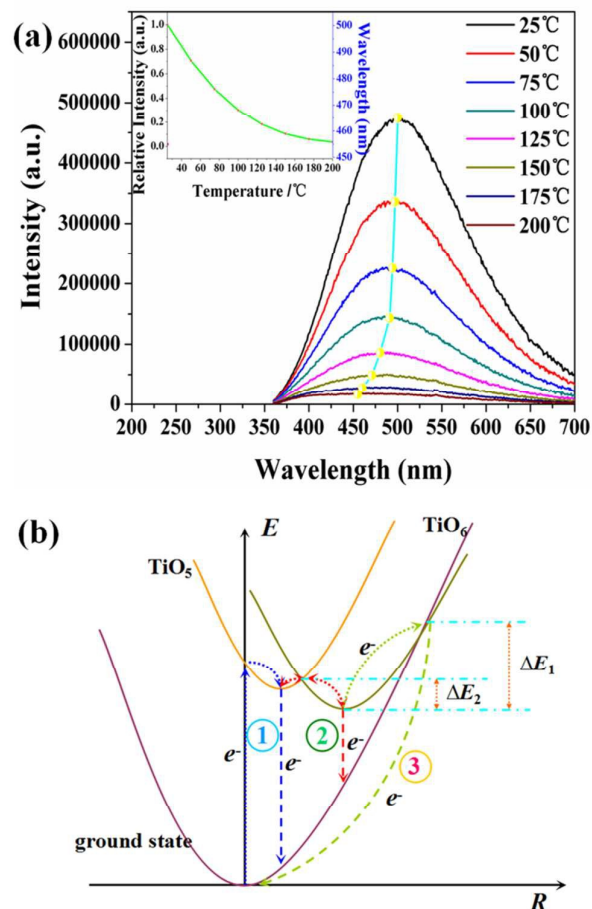 (a)
600000
500000
400000
300000
200000
100000
0
200 250 300 350 400 450 500 550 600 650 700
Intensity (a.u.)
Wavelength (nm)
25℃
50℃
75℃
100℃
125℃
150℃
175℃
200℃
Relative Intensity (a.u.)
1.0
0.8
0.6
0.4
0.2
0.0
40 60 80 100 120 140 160 180 200
Temperature /℃
Wavelength (nm)
500
490
480
470
460
450
(b)
E
TiO5
TiO6
e-
ΔE1
ΔE2
1
2
3
e-
e-
e-
e-
ground state
R